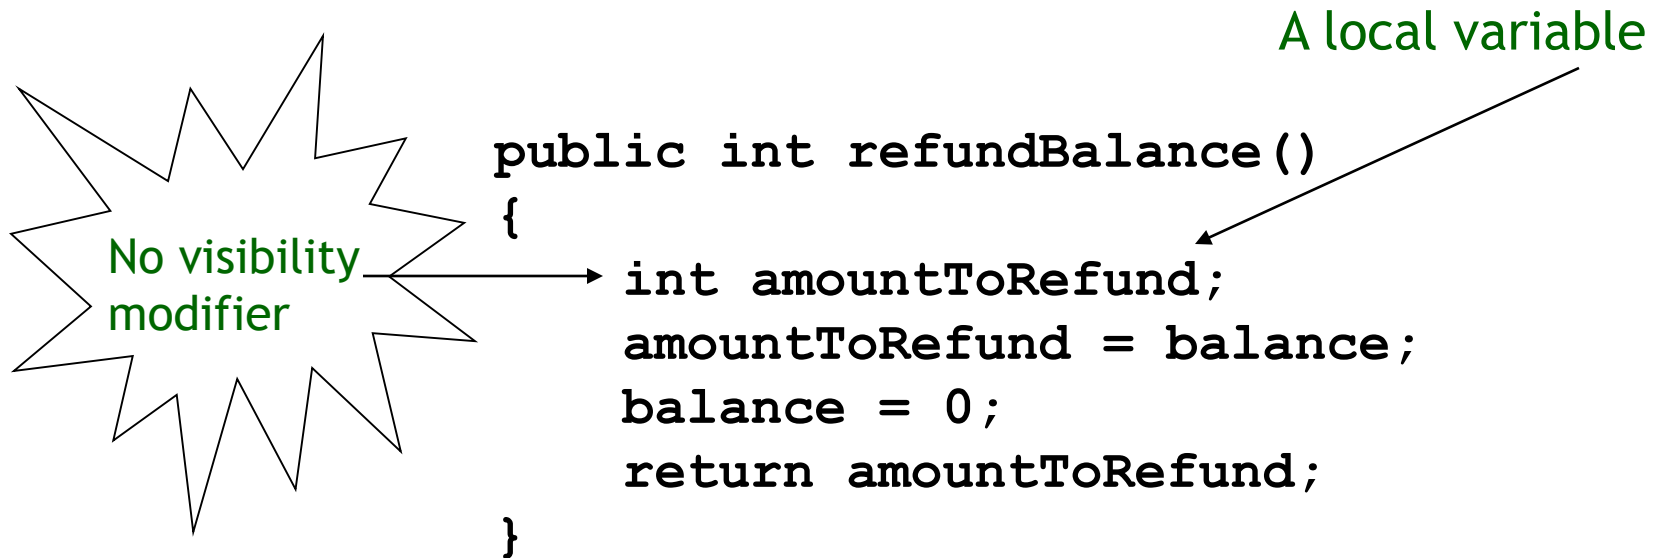 A local variable
public int refundBalance()
{
No visibility
modifier
int amountToRefund;
amountToRefund = balance;
balance = 0;
return amountToRefund;
}